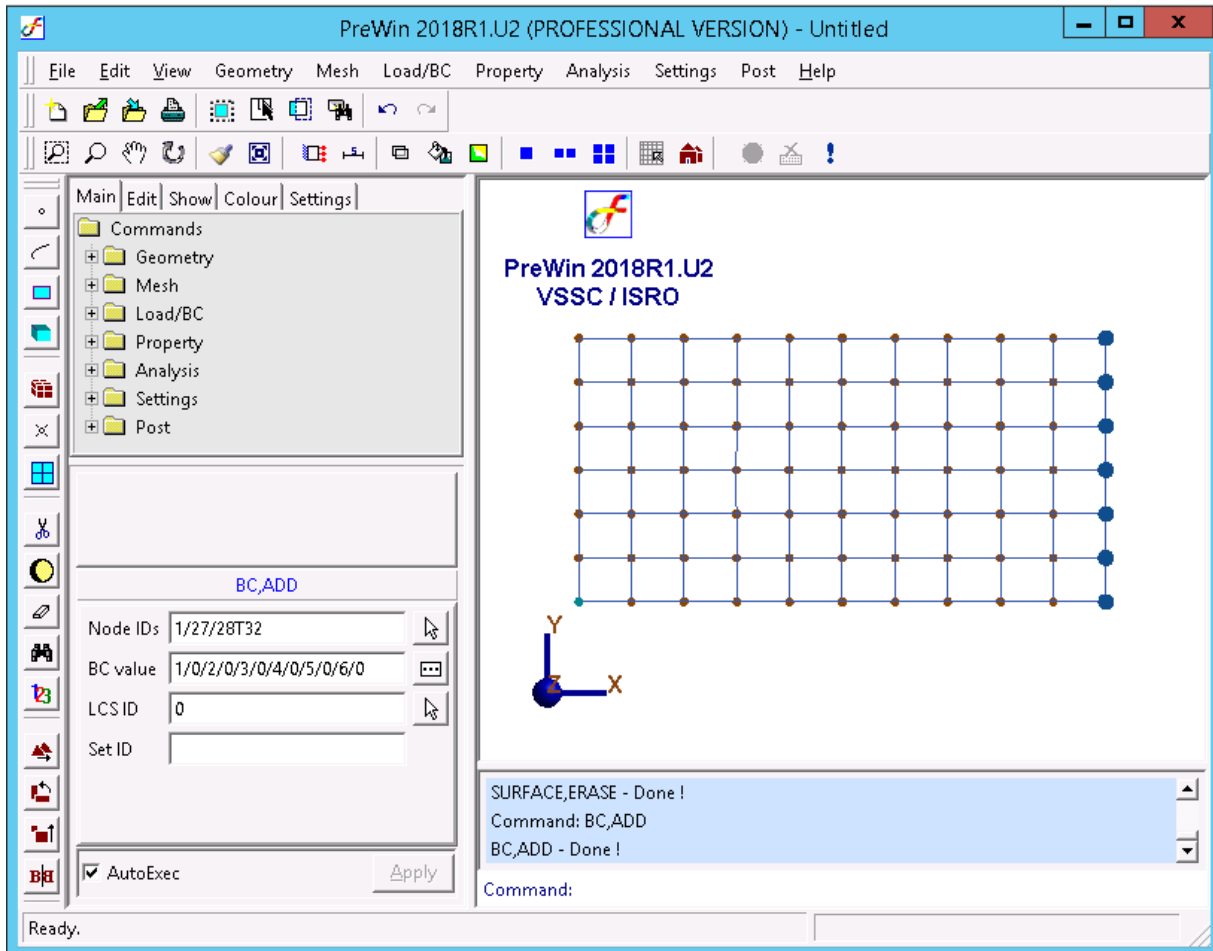 PreWin 2018R1.U2 (PROFESSIONAL VERSION) - Untitled
File Edit View Geometry Mesh Load/BC Property Analysis Settings Post Help
Main Edit Show Colour Settings
Commands
Geometry
Mesh
Load/BC
Property
Analysis
Settings
Post
BC,ADD
Node IDs 1/27/28T32
BC value 1/0/2/0/3/0/4/0/5/0/6/0
LCS ID 0
Set ID
AutoExec Apply
PreWin 2018R1.U2
VSSC / ISRO
Y
Z X
SURFACE,ERASE - Done !
Command: BC,ADD
BC,ADD - Done !
Command:
Ready.